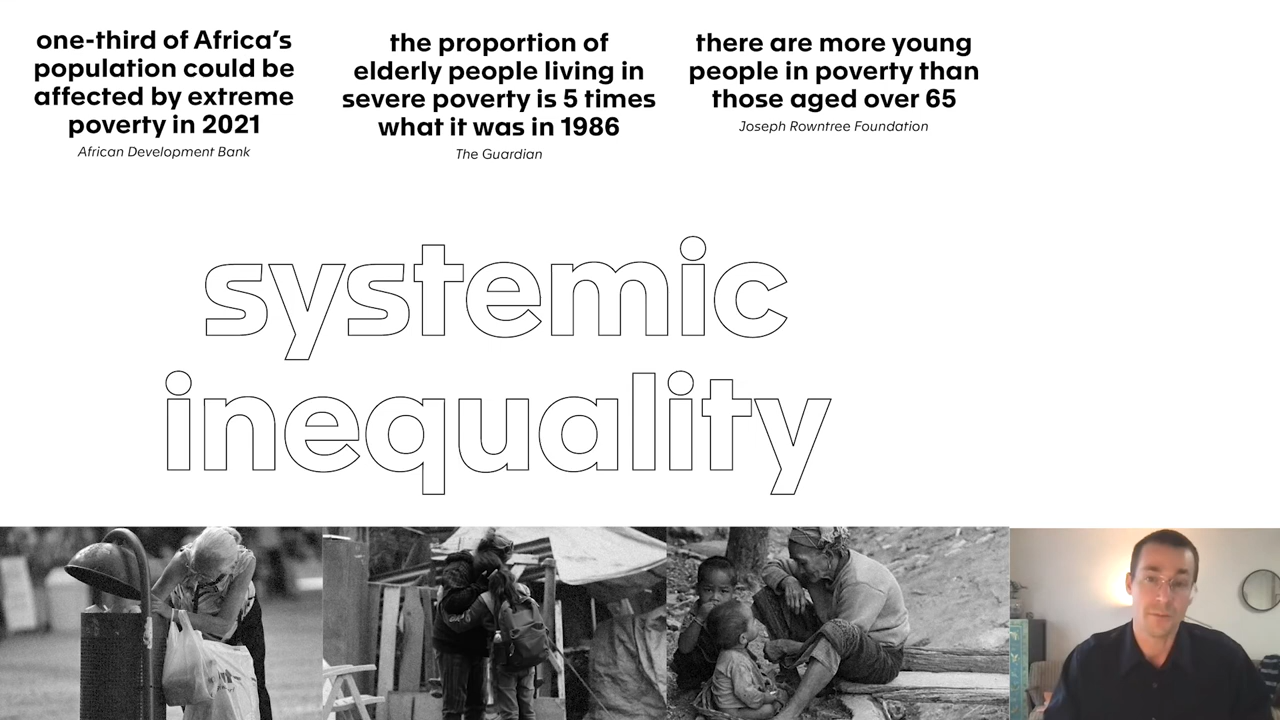 one-third of Africa's
population could be
affected by extreme
poverty in 2021
African Development Bank
the proportion of
elderly people living in
severe poverty is 5 times
what it was in 1986
The Guardian
there are more young
people in poverty than
those aged over 65
Joseph Rowntree Foundation
systemic
inequality